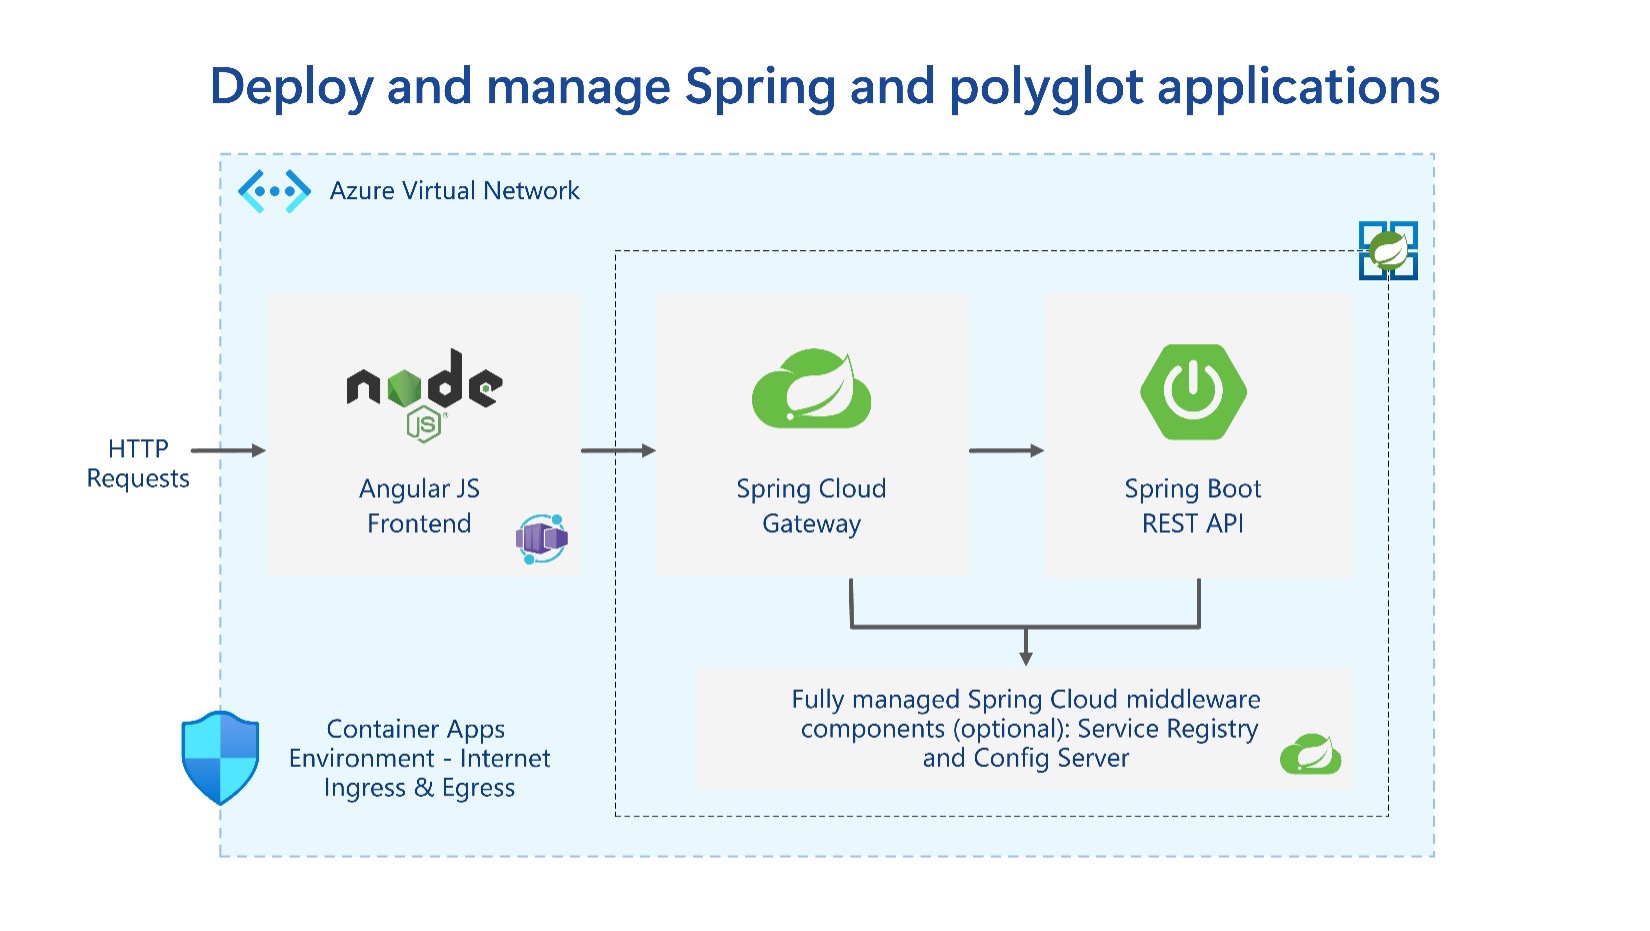 Deploy and manage Spring and polyglot applications
Azure Virtual Network
HTTP
Requests
node
JS
®
Angular JS
Frontend
Spring Cloud
Gateway
Spring Boot
REST API
Container Apps
Environment - Internet
Ingress & Egress
Fully managed Spring Cloud middleware
components (optional): Service Registry
and Config Server